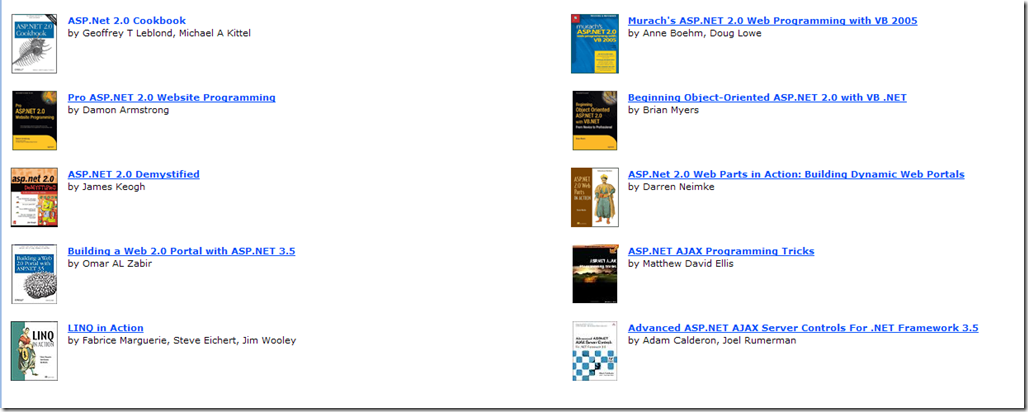 ASP.Net 2.0 Cookbook
by Geoffrey T Leblond, Michael A Kittel
Murach's ASP.NET 2.0 Web Programming with VB 2005
by Anne Boehm, Doug Lowe
Pro ASP.NET 2.0 Website Programming
by Damon Armstrong
Beginning Object-Oriented ASP.NET 2.0 with VB .NET
by Brian Myers
ASP.NET 2.0 Demystified
by James Keogh
ASP.Net 2.0 Web Parts in Action: Building Dynamic Web Portals
by Darren Neimke
Building a Web 2.0 Portal with ASP.NET 3.5
by Omar AL Zabir
ASP.NET AJAX Programming Tricks
by Matthew David Ellis
LINQ in Action
by Fabrice Marguerie, Steve Eichert, Jim Wooley
Advanced ASP.NET AJAX Server Controls For .NET Framework 3.5
by Adam Calderon, Joel Rumerman